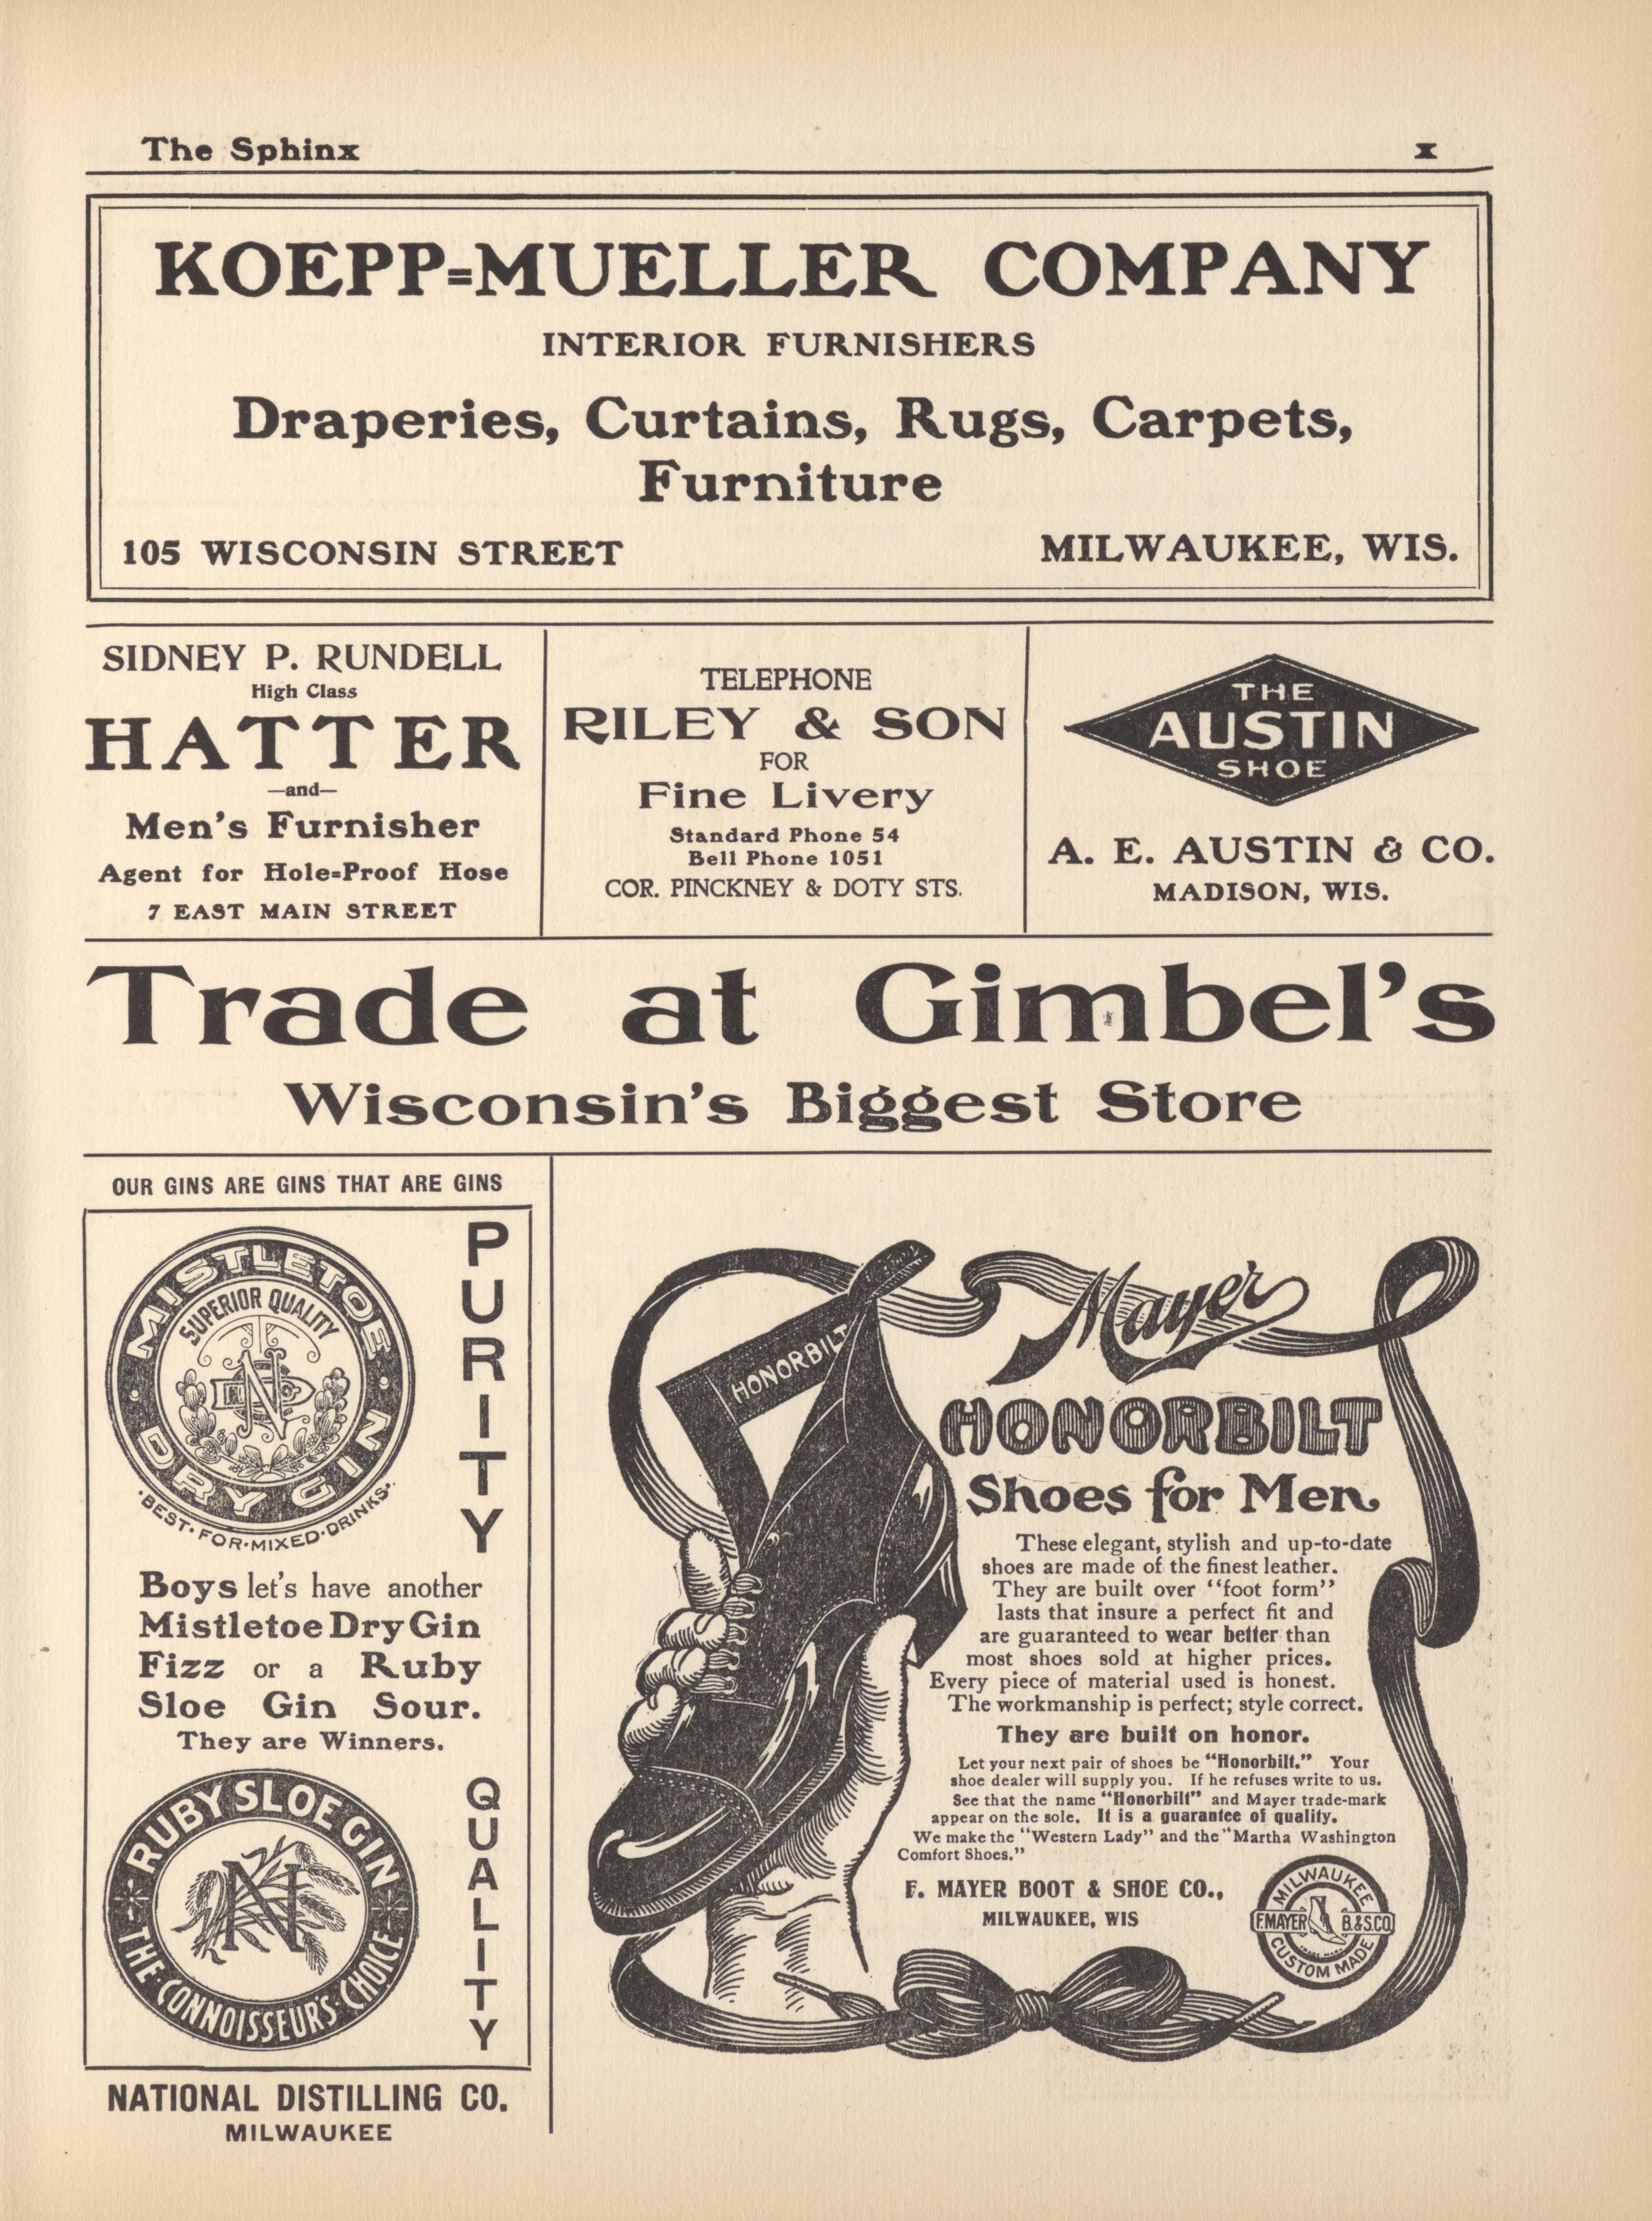 The Sphinx
x
KOEPP=MUELLER COMPANY
INTERIOR FURNISHERS
Draperies, Curtains, Rugs, Carpets,
Furniture
105 WISCONSIN STREET
MILWAUKEE, WIS.
SIDNEY P. RUNDELL
High Class
HATTER
—and—
Men's Furnisher
Agent for Hole=Proof Hose
7 EAST MAIN STREET
TELEPHONE
RILEY & SON
FOR
Fine Livery
Standard Phone 54
Bell Phone 1051
COR. PINCKNEY & DOTY STS.
THE
AUSTIN
SHOE
A. E. AUSTIN & CO.
MADISON, WIS.
Trade at Gimbel's
Wisconsin's Biggest Store
OUR GINS ARE GINS THAT ARE GINS
MISTLETOE
SUPERIOR QUALITY
N
DRY GIN
·BEST·FOR·MIXED·DRINKS·
PURITY
Boys let's have another
Mistletoe Dry Gin
Fizz or a Ruby
Sloe Gin Sour.
They are Winners.
RUBY SLOE GIN
N
THE·CONNOISSEUR'S·CHOICE
QUALITY
NATIONAL DISTILLING CO.
MILWAUKEE
HONORBILT
Mayer
HONORBILT
Shoes for Men
These elegant, stylish and up-to-date
shoes are made of the finest leather.
They are built over "foot form"
lasts that insure a perfect fit and
are guaranteed to wear better than
most shoes sold at higher prices.
Every piece of material used is honest.
The workmanship is perfect; style correct.
They are built on honor.
Let your next pair of shoes be "Honorbilt." Your
shoe dealer will supply you. If he refuses write to us.
See that the name "Honorbilt" and Mayer trade-mark
appear on the sole. It is a guarantee of quality.
We make the "Western Lady" and the "Martha Washington
Comfort Shoes."
F. MAYER BOOT & SHOE CO.,
MILWAUKEE, WIS
MILWAUKEE
F.MAYER B.&S.CO.
CUSTOM MADE